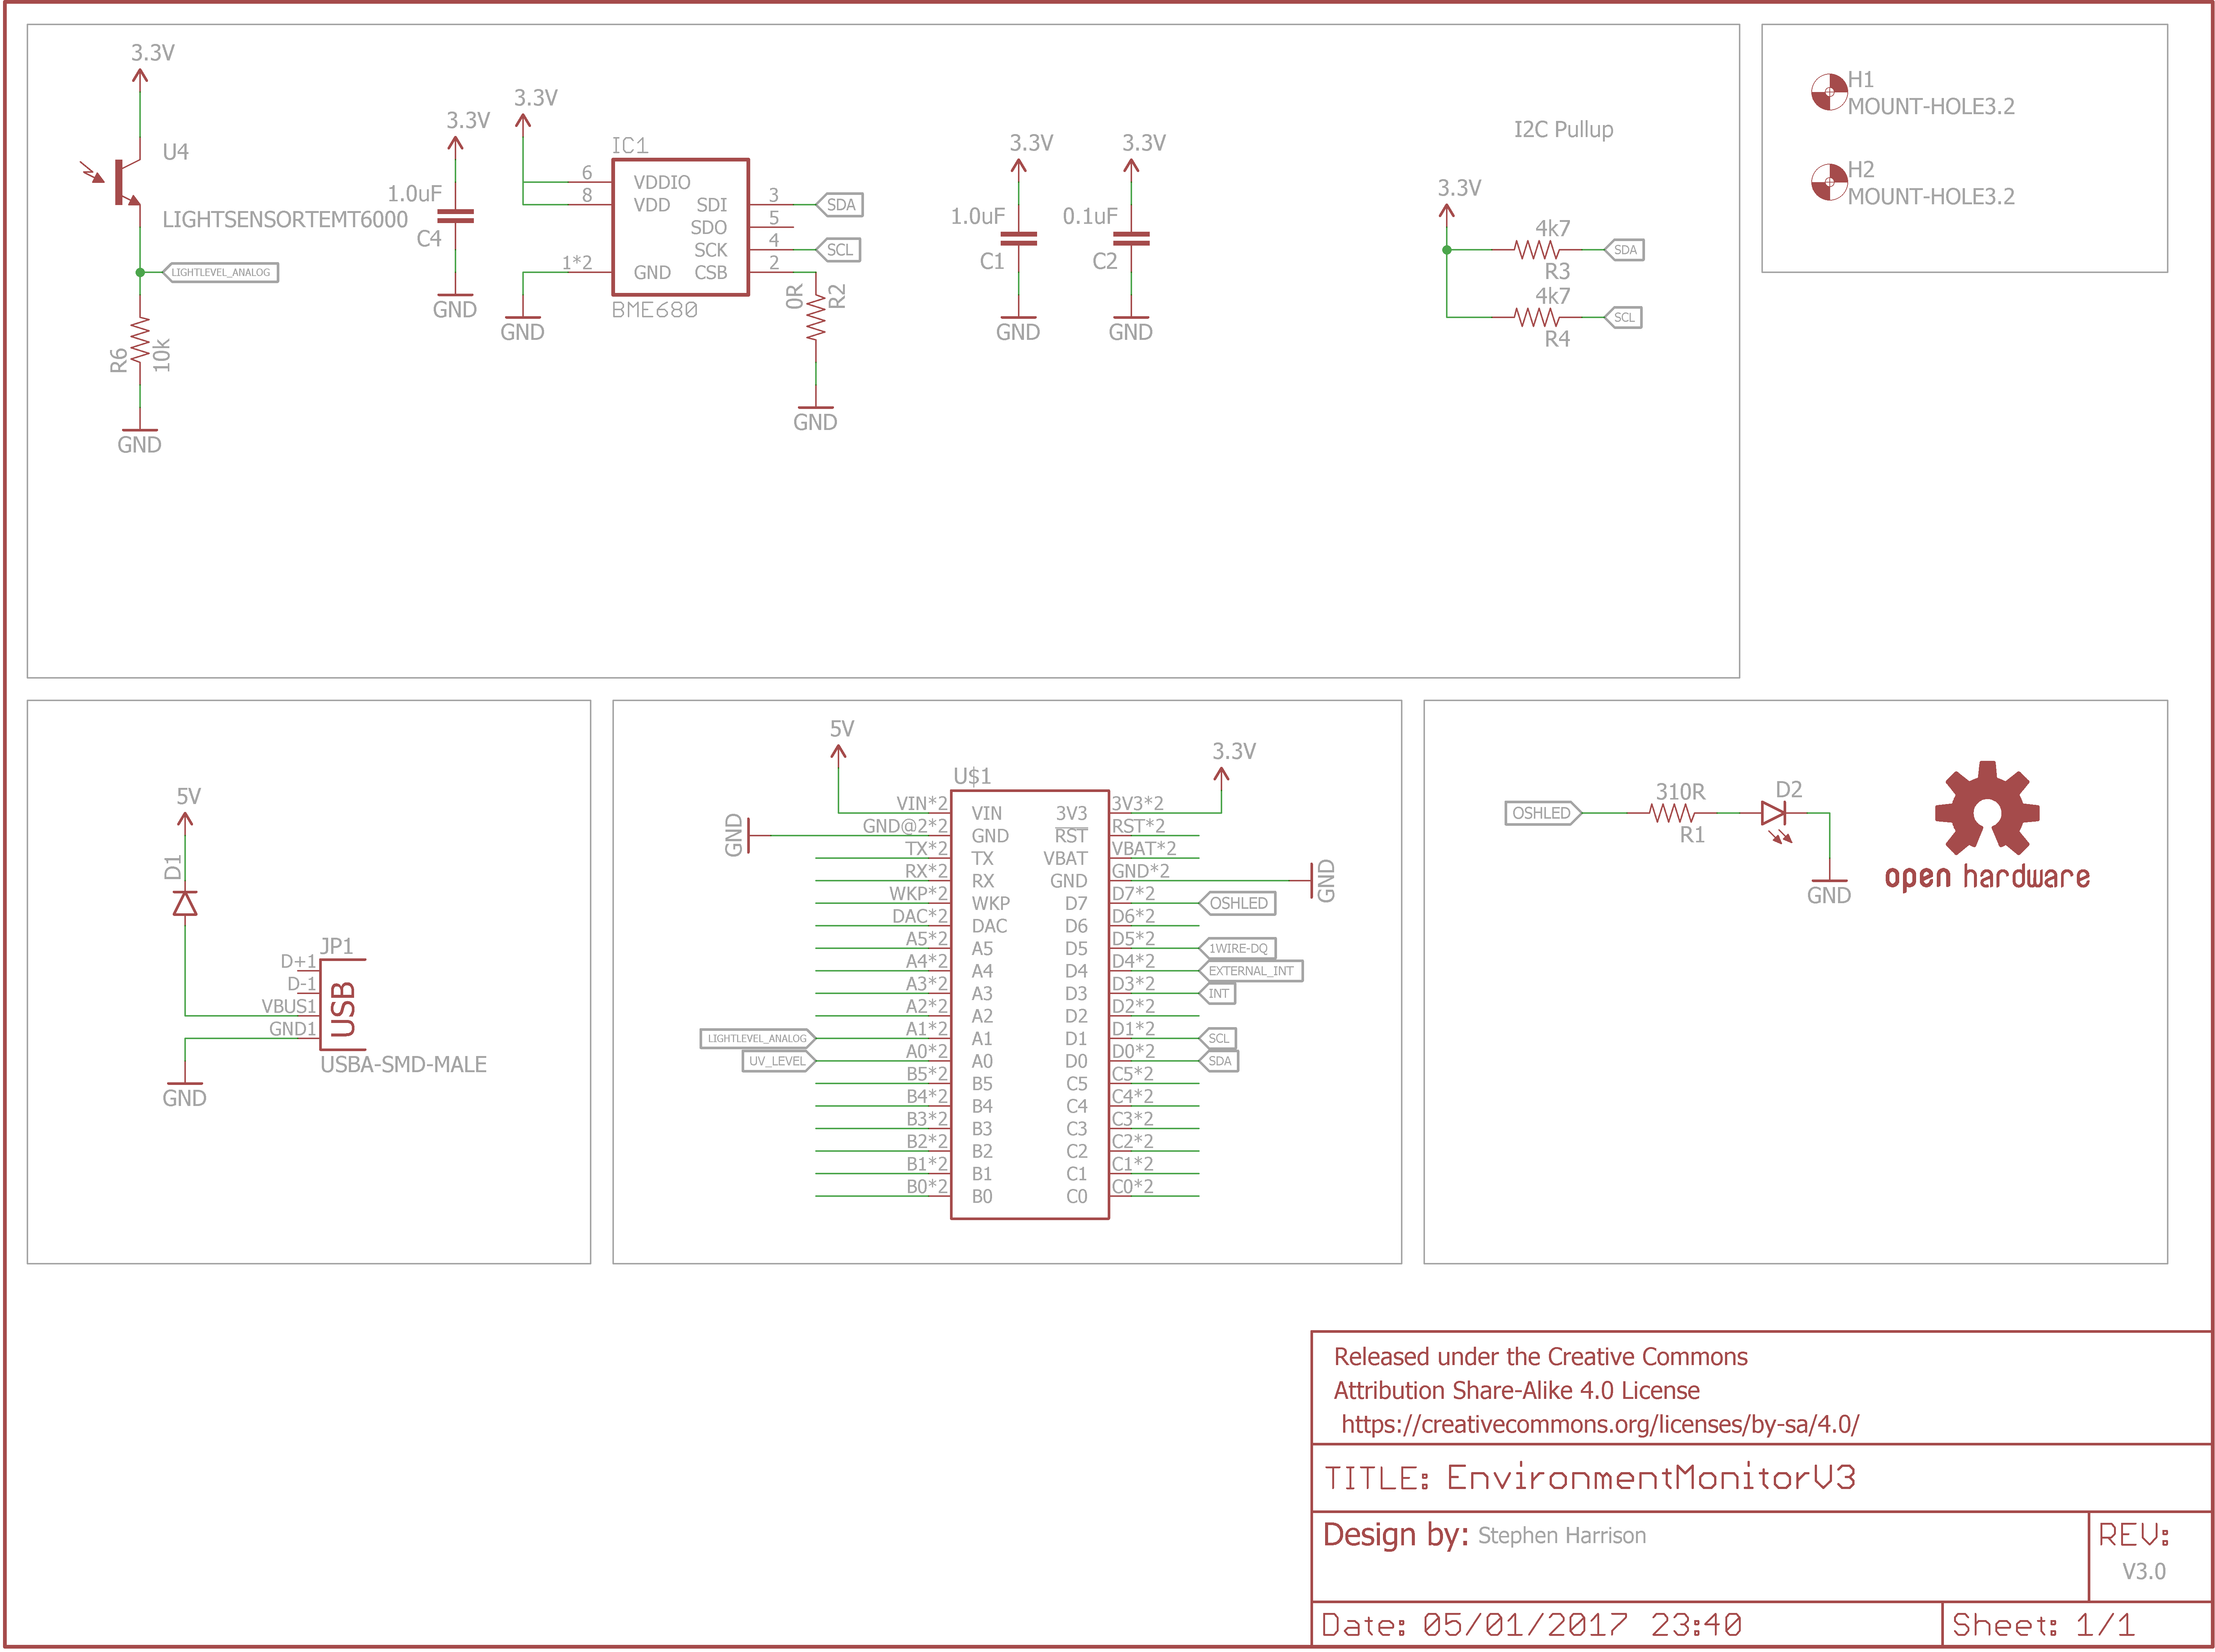 3.3V
U4
LIGHTSENSORTEMT6000
LIGHTLEVEL_ANALOG
R6
10k
GND
3.3V
1.0uF
C4
GND
3.3V
IC1
6
VDDIO
8
VDD
SDI
3
SDA
SDO
5
SCK
4
SCL
1*2
GND
CSB
2
BME680
GND
0R
R2
GND
3.3V
1.0uF
C1
GND
3.3V
0.1uF
C2
GND
I2C Pullup
3.3V
4k7
SDA
R3
4k7
SCL
R4
H1
MOUNT-HOLE3.2
H2
MOUNT-HOLE3.2
5V
D1
JP1
D+1
D-1
VBUS1
GND1
USB
USBA-SMD-MALE
GND
5V
3.3V
U$1
GND
VIN*2 VIN 3V3 3V3*2
GND@2*2 GND RST RST*2
TX*2 TX VBAT VBAT*2
RX*2 RX GND GND*2
GND
WKP*2 WKP D7 D7*2 OSHLED
DAC*2 DAC D6 D6*2
A5*2 A5 D5 D5*2 1WIRE-DQ
A4*2 A4 D4 D4*2 EXTERNAL_INT
A3*2 A3 D3 D3*2 INT
A2*2 A2 D2 D2*2
LIGHTLEVEL_ANALOG A1*2 A1 D1 D1*2 SCL
UV_LEVEL A0*2 A0 D0 D0*2 SDA
B5*2 B5 C5 C5*2
B4*2 B4 C4 C4*2
B3*2 B3 C3 C3*2
B2*2 B2 C2 C2*2
B1*2 B1 C1 C1*2
B0*2 B0 C0 C0*2
OSHLED
310R
R1
D2
GND
open hardware
Released under the Creative Commons
Attribution Share-Alike 4.0 License
https://creativecommons.org/licenses/by-sa/4.0/
TITLE: EnvironmentMonitorV3
Design by: Stephen Harrison
REV:
V3.0
Date: 05/01/2017 23:40
Sheet: 1/1